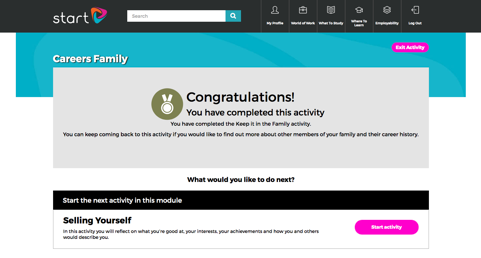 start
Search
My Profile
World of Work
What To Study
Where To
Learn
Employability
Log Out
Exit Activity
Careers Family
Congratulations!
You have completed this activity
You have completed the Keep it in the Family activity.
You can keep coming back to this activity if you would like to find out more about other members of your family and their career history.
What would you like to do next?
Start the next activity in this module
Selling Yourself
In this activity you will reflect on what you're good at, your interests, your achievements and how you and others
would describe you.
Start activity